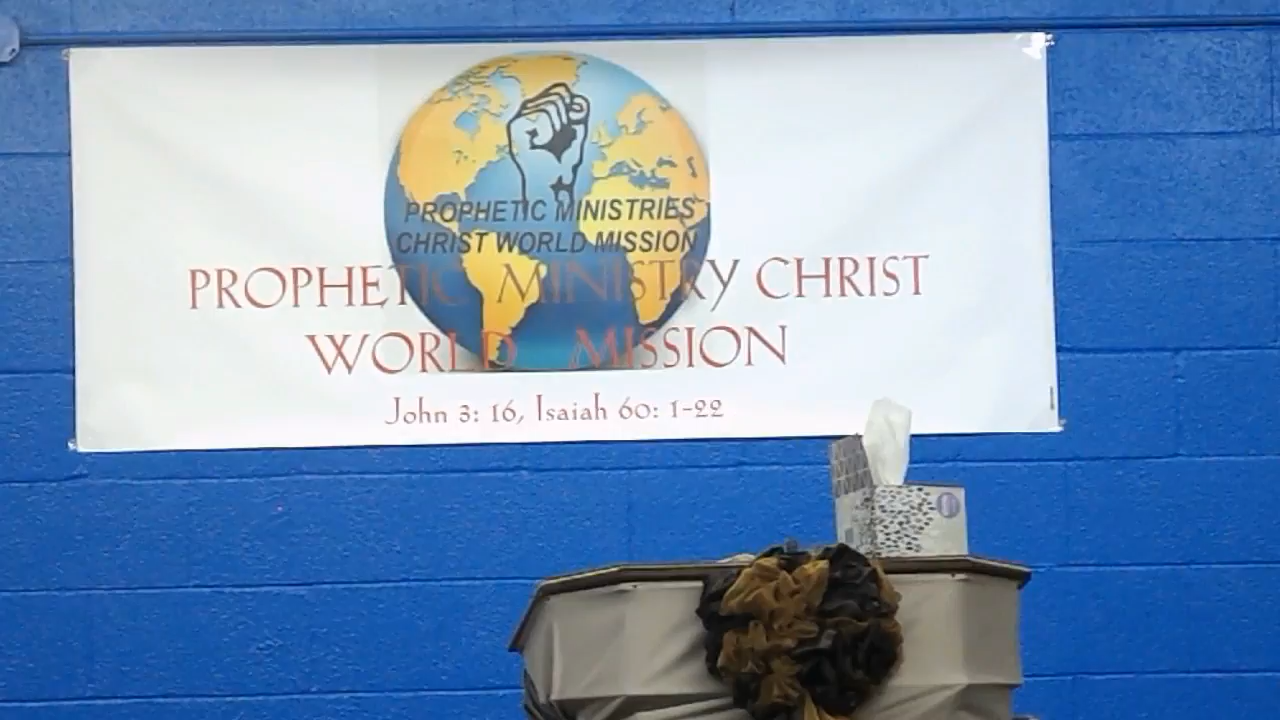 PROPHETIC MINISTRIES
CHRIST WORLD MISSION
PROPHETIC MINISTRY CHRIST
WORLD MISSION
John 3: 16, Isaiah 60: 1-22